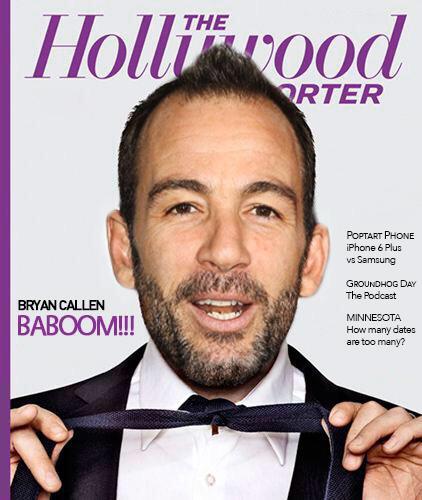 THE
Hollywood
ORTER
BRYAN CALLEN
BABOOM!!!
POPTART PHONE
iPhone 6 Plus
vs Samsung
GROUNDHOG DAY
The Podcast
MINNESOTA
How many dates
are too many?